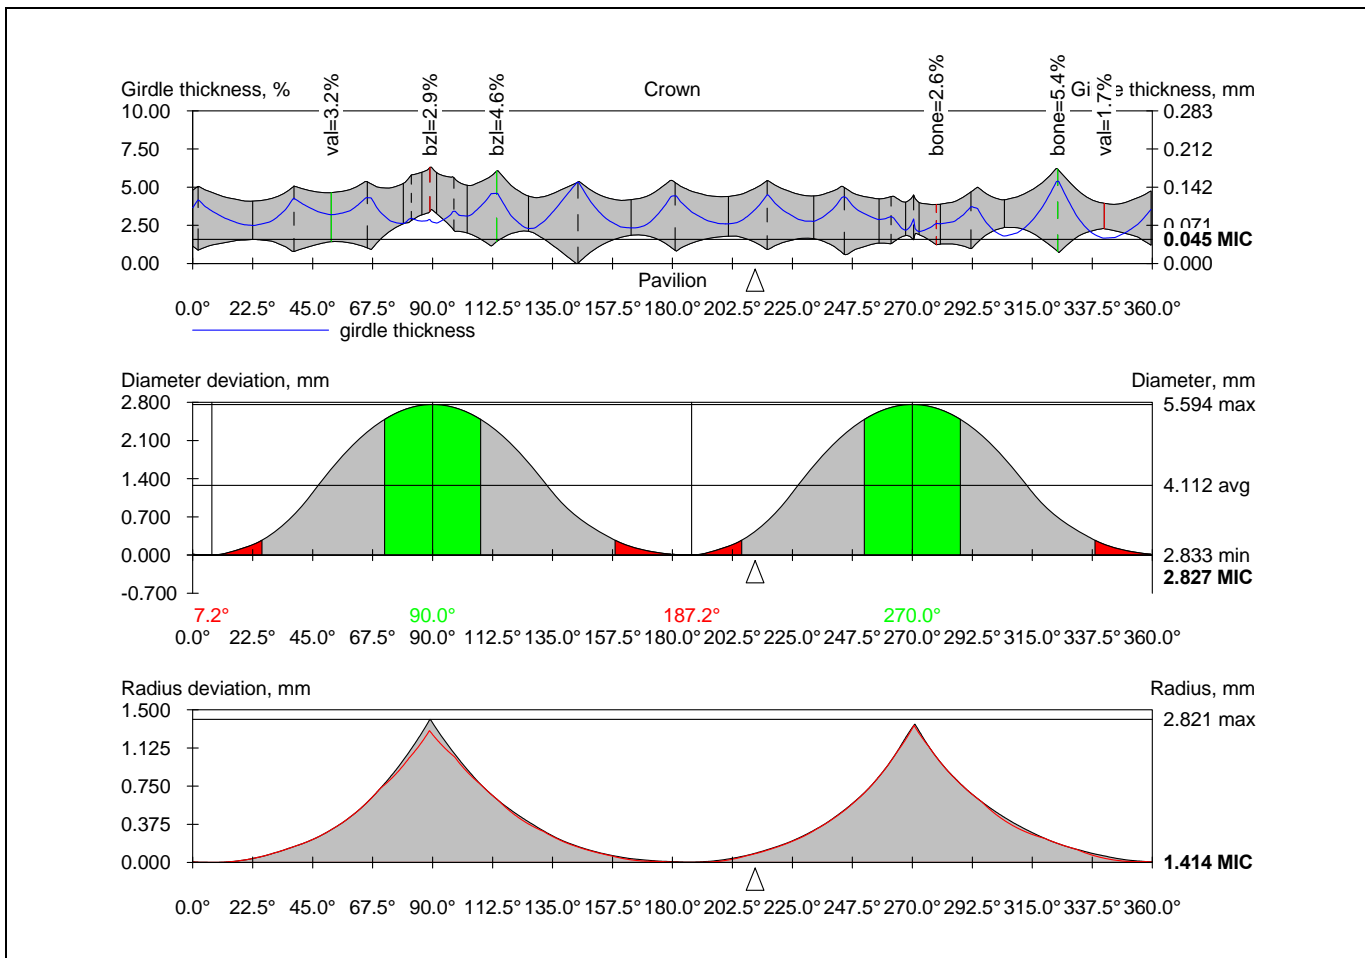 val=3.2%
bzl=2.9%
bzl=4.6%
bone=2.6%
bone=5.4%
val=1.7%
Girdle thickness, % Crown Gi e thickness, mm
10.00 0.283
7.50 0.212
5.00 0.142
2.50 0.071
0.045 MIC
0.00 0.000
Pavilion
0.0° 22.5° 45.0° 67.5° 90.0° 112.5° 135.0° 157.5° 180.0° 202.5° 225.0° 247.5° 270.0° 292.5° 315.0° 337.5° 360.0°
girdle thickness
Diameter deviation, mm Diameter, mm
2.800 5.594 max
2.100
1.400 4.112 avg
0.700
0.000 2.833 min
2.827 MIC
-0.700
7.2° 90.0° 187.2° 270.0°
0.0° 22.5° 45.0° 67.5° 90.0° 112.5° 135.0° 157.5° 180.0° 202.5° 225.0° 247.5° 270.0° 292.5° 315.0° 337.5° 360.0°
Radius deviation, mm Radius, mm
1.500 2.821 max
1.125
0.750
0.375
0.000 1.414 MIC
0.0° 22.5° 45.0° 67.5° 90.0° 112.5° 135.0° 157.5° 180.0° 202.5° 225.0° 247.5° 270.0° 292.5° 315.0° 337.5° 360.0°